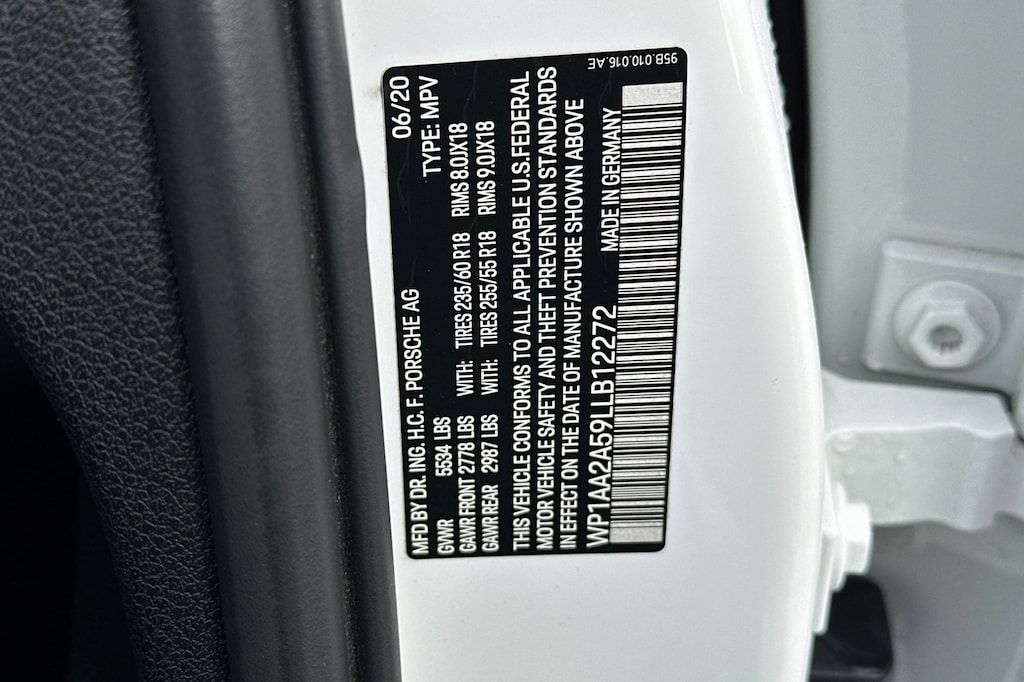 MFD BY DR. ING. H.C. F. PORSCHE AG 06/20
GVWR 5534 LBS TYPE: MPV
GAWR FRONT 2778 LBS WITH: TIRES 235/60 R18 RIMS 8.0JX18
GAWR REAR 2987 LBS WITH: TIRES 255/55 R18 RIMS 9.0JX18
THIS VEHICLE CONFORMS TO ALL APPLICABLE U.S. FEDERAL
MOTOR VEHICLE SAFETY AND THEFT PREVENTION STANDARDS
IN EFFECT ON THE DATE OF MANUFACTURE SHOWN ABOVE
WP1AA2A59LLB12272 MADE IN GERMANY
95B.010.016.AE